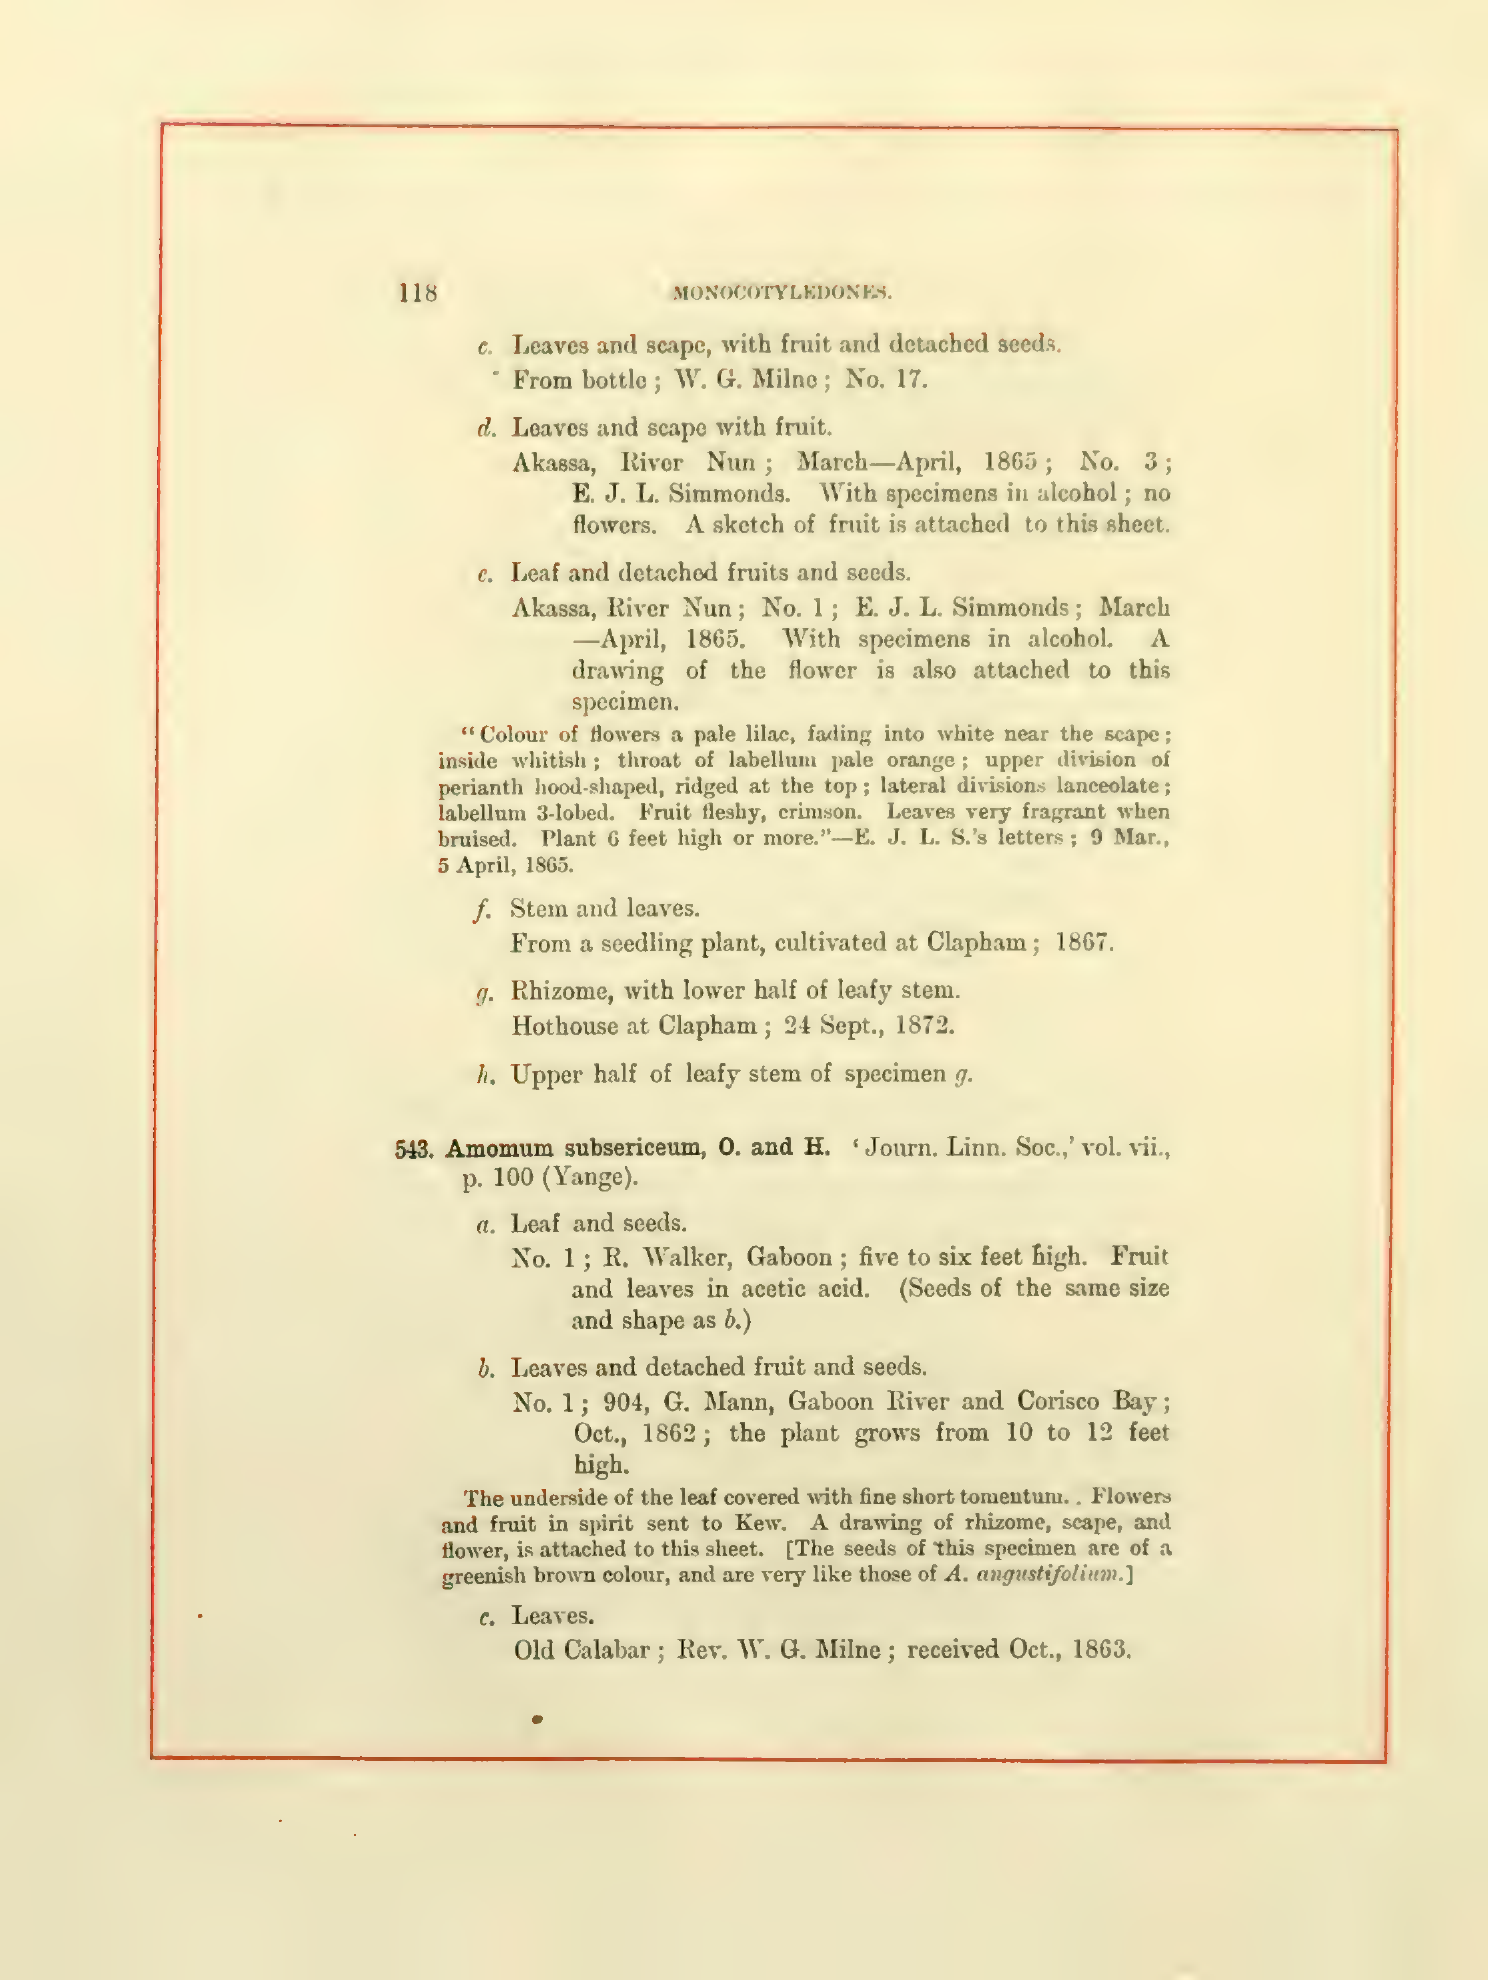 118 MONOCOTYLEDONES.
c. Leaves and scape, with fruit and detached seeds.
From bottle; W. G. Milne; No. 17.
d. Leaves and scape with fruit.
Akassa, River Nun; March—April, 1865; No. 3;
E. J. L. Simmonds. With specimens in alcohol; no
flowers. A sketch of fruit is attached to this sheet.
e. Leaf and detached fruits and seeds.
Akassa, River Nun; No. 1; E. J. L. Simmonds; March
—April, 1865. With specimens in alcohol. A
drawing of the flower is also attached to this
specimen.
"Colour of flowers a pale lilac, fading into white near the scape;
inside whitish; throat of labellum pale orange; upper division of
perianth hood-shaped, ridged at the top; lateral divisions lanceolate;
labellum 3-lobed. Fruit fleshy, crimson. Leaves very fragrant when
bruised. Plant 6 feet high or more."—E. J. L. S.'s letters; 9 Mar.,
5 April, 1865.
f. Stem and leaves.
From a seedling plant, cultivated at Clapham; 1867.
g. Rhizome, with lower half of leafy stem.
Hothouse at Clapham; 24 Sept., 1872.
h. Upper half of leafy stem of specimen g.
543. Amomum subsericeum, O. and H. 'Journ. Linn. Soc.,' vol. vii.,
p. 100 (Yange).
a. Leaf and seeds.
No. 1; R. Walker, Gaboon; five to six feet high. Fruit
and leaves in acetic acid. (Seeds of the same size
and shape as b.)
b. Leaves and detached fruit and seeds.
No. 1; 904, G. Mann, Gaboon River and Corisco Bay;
Oct., 1862; the plant grows from 10 to 12 feet
high.
The underside of the leaf covered with fine short tomentum. . Flowers
and fruit in spirit sent to Kew. A drawing of rhizome, scape, and
flower, is attached to this sheet. [The seeds of this specimen are of a
greenish brown colour, and are very like those of A. angustifolium.]
c. Leaves.
Old Calabar; Rev. W. G. Milne; received Oct., 1863.